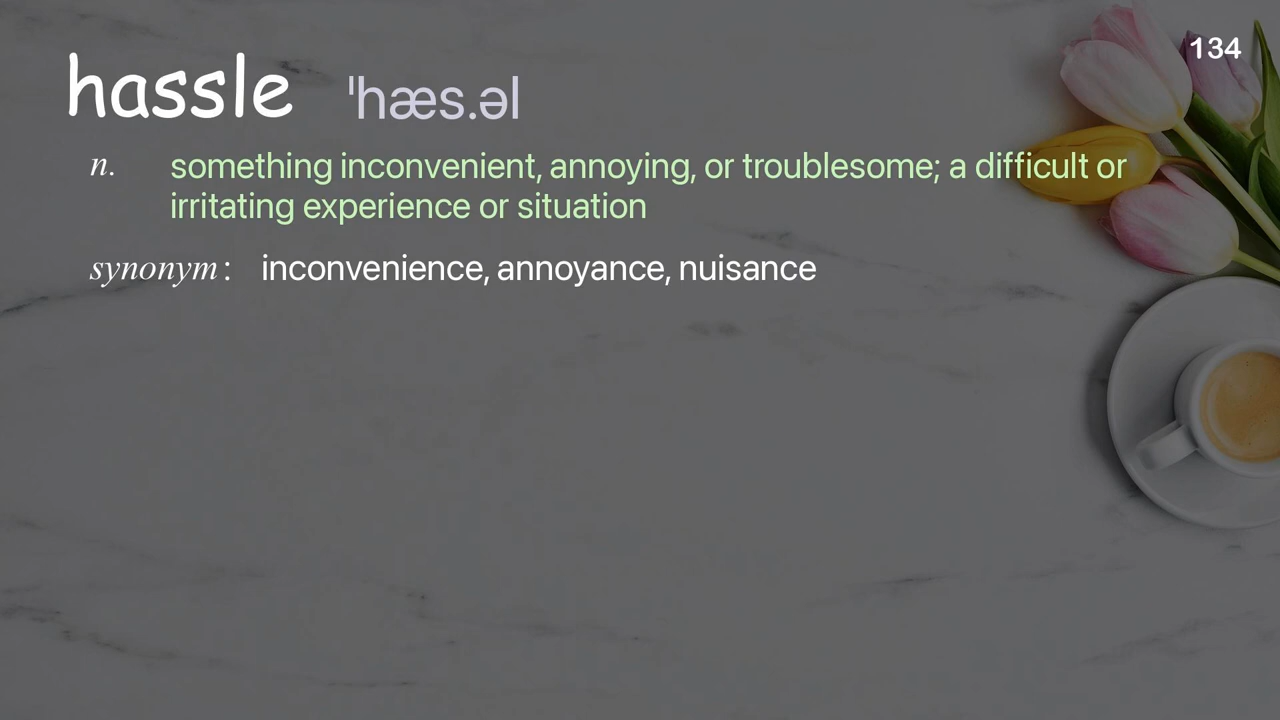 134
hassle ˈhæs.əl
n. something inconvenient, annoying, or troublesome; a difficult or
irritating experience or situation
synonym: inconvenience, annoyance, nuisance